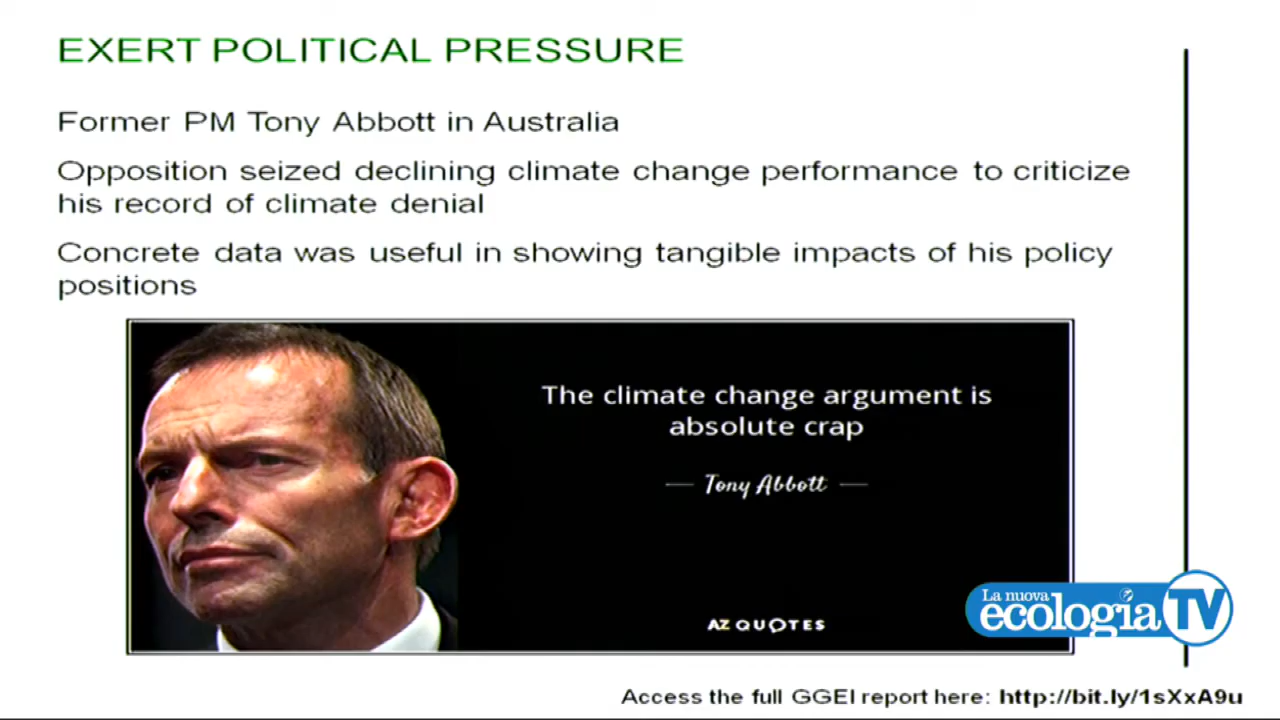 EXERT POLITICAL PRESSURE
Former PM Tony Abbott in Australia
Opposition seized declining climate change performance to criticize
his record of climate denial
Concrete data was useful in showing tangible impacts of his policy
positions
The climate change argument is
absolute crap
Tony Abbott
AZ QUOTES
La nuova
ecologia TV
Access the full GGEI report here: http://bit.ly/1sXxA9u